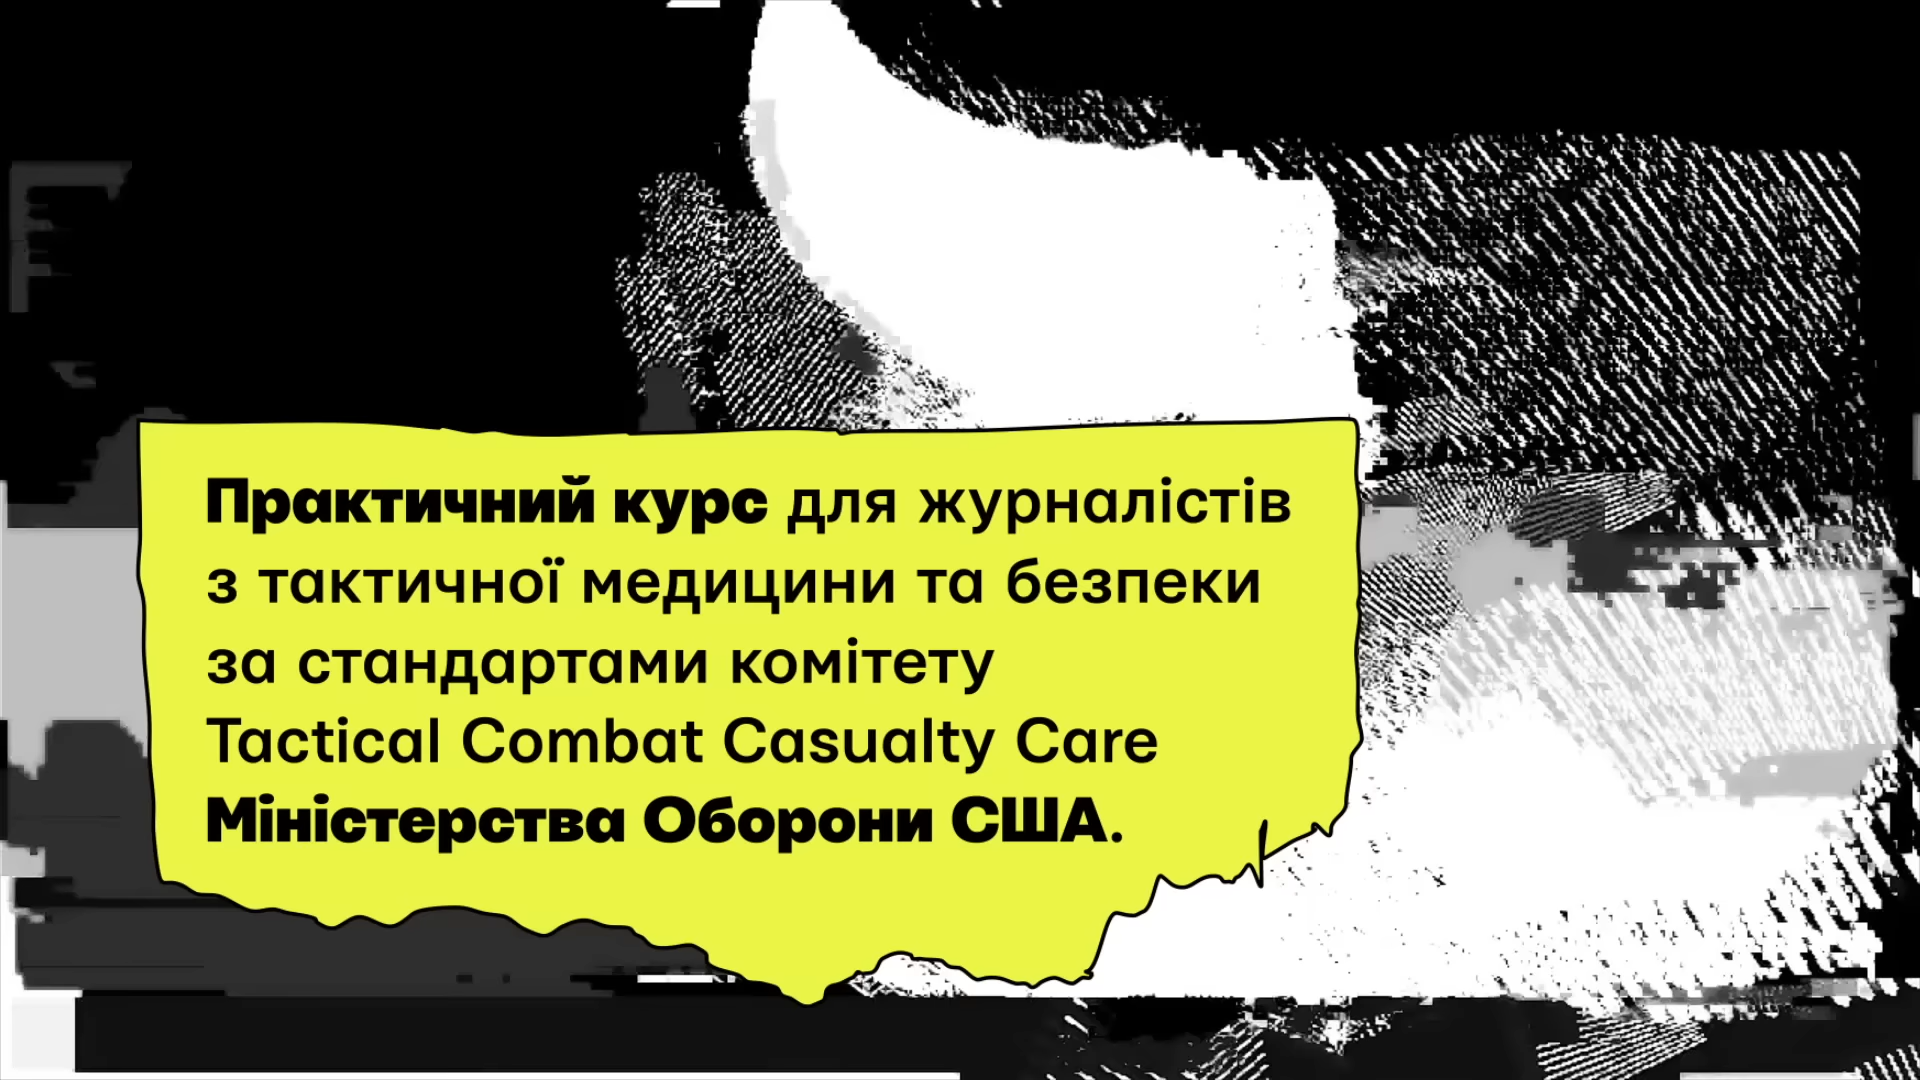 Практичний курс для журналістів
з тактичної медицини та безпеки
за стандартами комітету
Tactical Combat Casualty Care
Міністерства Оборони США.